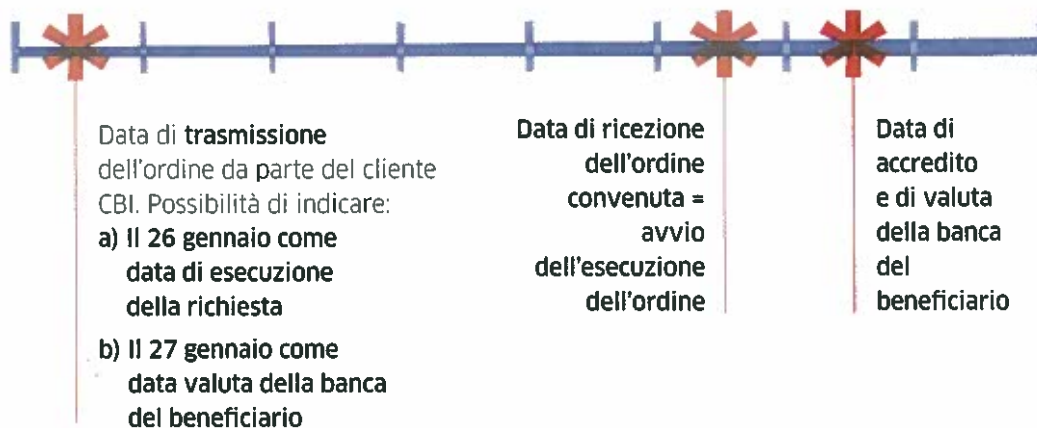 Data di trasmissione
dell'ordine da parte del cliente
CBI. Possibilità di indicare:
a) Il 26 gennaio come
data di esecuzione
della richiesta
b) Il 27 gennaio come
data valuta della banca
del beneficiario
Data di ricezione
dell'ordine
convenuta =
avvio
dell'esecuzione
dell'ordine
Data di
accredito
e di valuta
della banca
del
beneficiario